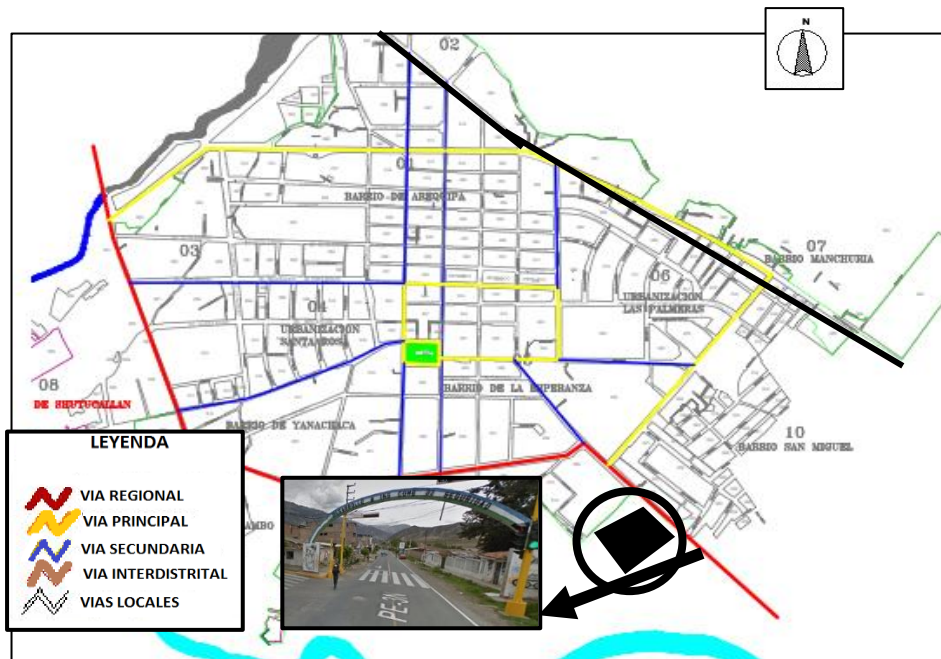 N
02
01
BARRIO DE AREQUIPA
03
07
BARRIO MANCHURIA
06
URBANIZACION
LAS PALMERAS
04
URBANIZACION
SANTA ROSA
08
DE SHUTUCALLAN
BARRIO DE LA ESPERANZA
BARRIO DE YANACHACA
10
BARRIO SAN MIGUEL
LEYENDA
VIA REGIONAL
VIA PRINCIPAL
VIA SECUNDARIA
VIA INTERDISTRITAL
VIAS LOCALES
AMBO
PE-3N